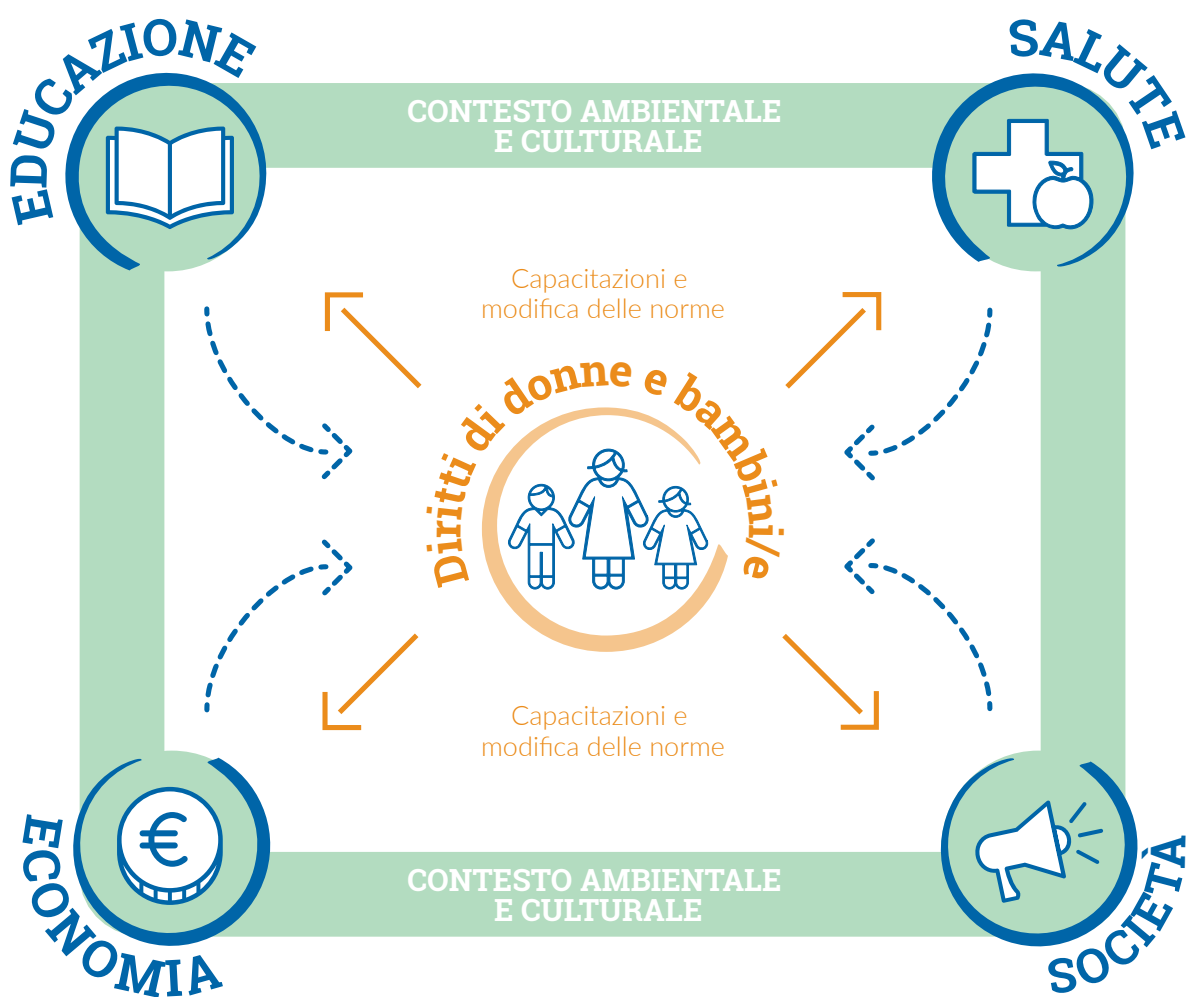 EDUCAZIONE
SALUTE
CONTESTO AMBIENTALE
E CULTURALE
Capacitazioni e
modifica delle norme
Diritti di donne e bambini/e
€
Capacitazioni e
modifica delle norme
CONTESTO AMBIENTALE
E CULTURALE
ECONOMIA
SOCIETÀ